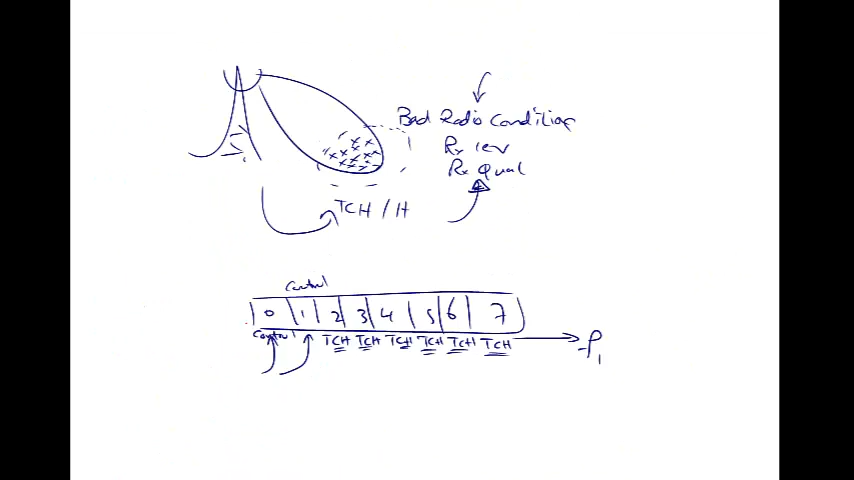 Bad Radio Condition
Rx lev
Rx Qual
TCH / H
Control
0 1 2 3 4 5 6 7
Control TCH TCH TCH TCH TCH TCH f1